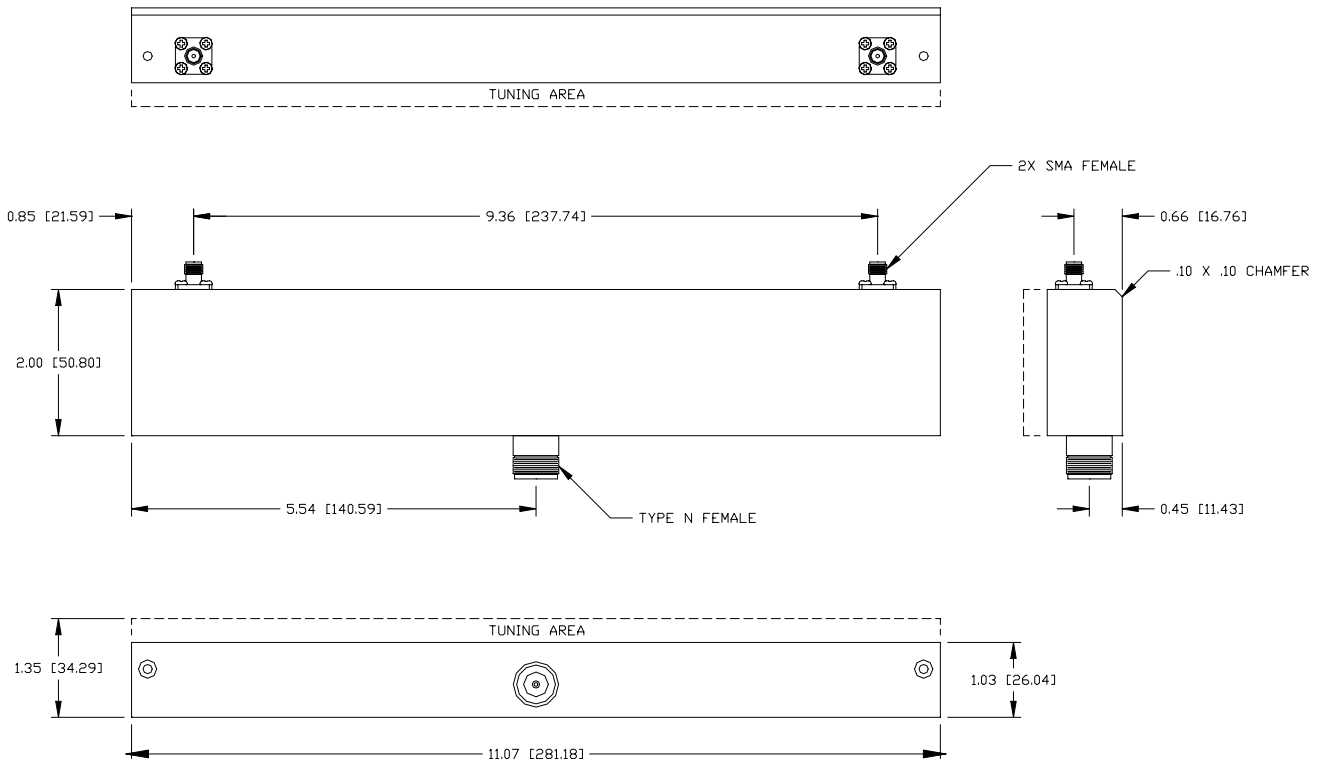 TUNING AREA
2X SMA FEMALE
0.85 [21.59]
9.36 [237.74]
0.66 [16.76]
.10 X .10 CHAMFER
2.00 [50.80]
5.54 [140.59]
TYPE N FEMALE
0.45 [11.43]
TUNING AREA
1.35 [34.29]
1.03 [26.04]
11.07 [281.18]